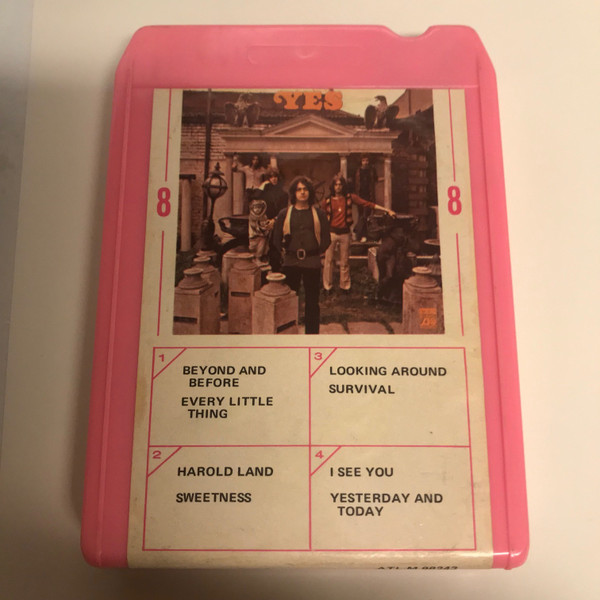 YES
8
8
1
BEYOND AND
BEFORE
EVERY LITTLE
THING
3
LOOKING AROUND
SURVIVAL
2
HAROLD LAND
SWEETNESS
4
I SEE YOU
YESTERDAY AND
TODAY